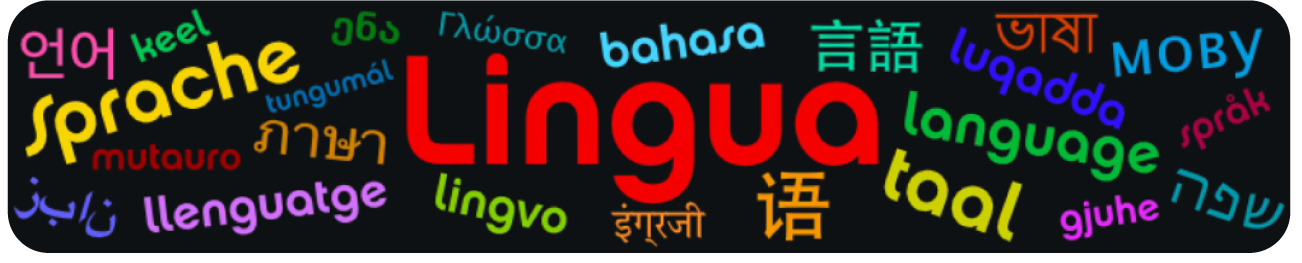 언어
keel
ენა
Γλώσσα
bahasa
言語
भाषा
мову
Sprache
tungumál
Lingua
luqadda
språk
mutauro
ภาษา
language
زبان
llenguatge
lingvo
इंग्रजी
语
taal
gjuhe
שפה